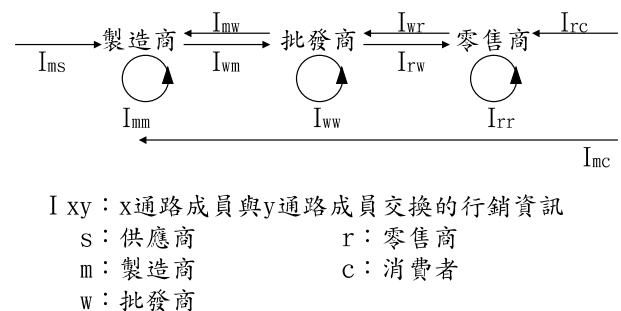 Imw Iwr Irc
製造商 批發商 零售商
Ims Iwm Irw
Imm Iww Irr
Imc
I xy：x通路成員與y通路成員交換的行銷資訊
s：供應商 r：零售商
m：製造商 c：消費者
w：批發商